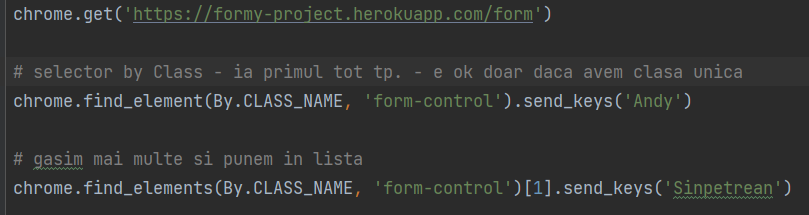 chrome.get('https://formy-project.herokuapp.com/form')
# selector by Class - ia primul tot tp. - e ok doar daca avem clasa unica
chrome.find_element(By.CLASS_NAME, 'form-control').send_keys('Andy')
# gasim mai multe si punem in lista
chrome.find_elements(By.CLASS_NAME, 'form-control')[1].send_keys('Sinpetrean')